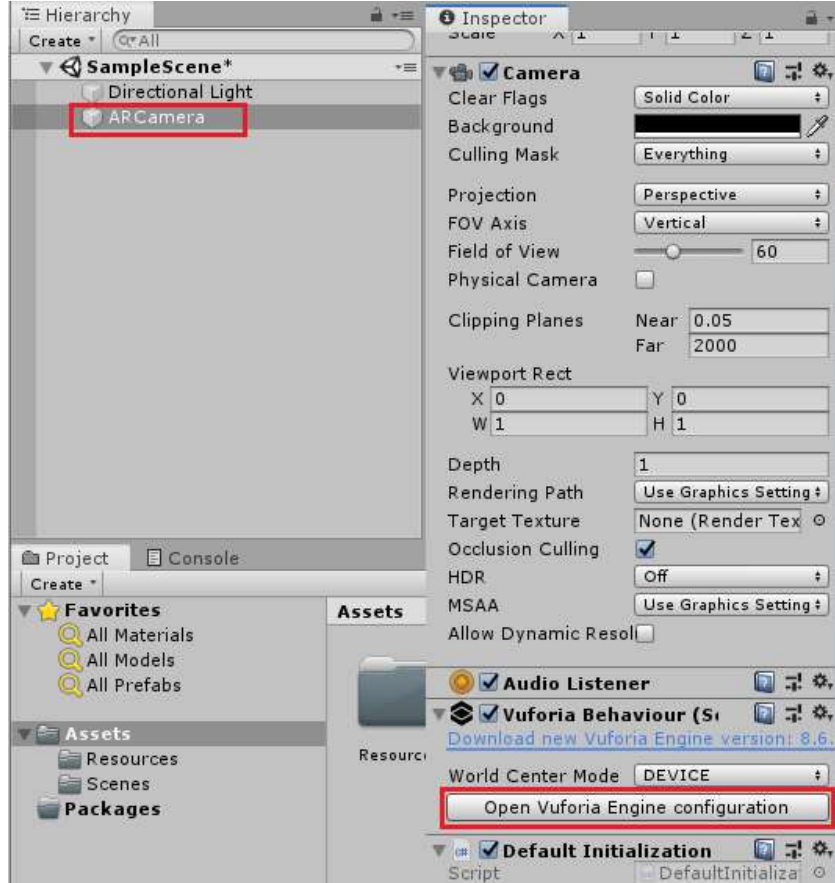 Hierarchy
Create
All
SampleScene*
Directional Light
ARCamera
Project
Console
Create
Favorites
All Materials
All Models
All Prefabs
Assets
Resources
Scenes
Packages
Assets
Resourc
Inspector
Scale X 1 Y 1 Z 1
Camera
Clear Flags Solid Color
Background
Culling Mask Everything
Projection Perspective
FOV Axis Vertical
Field of View 60
Physical Camera
Clipping Planes Near 0.05
Far 2000
Viewport Rect
X 0 Y 0
W 1 H 1
Depth 1
Rendering Path Use Graphics Setting
Target Texture None (Render Tex
Occlusion Culling
HDR Off
MSAA Use Graphics Setting
Allow Dynamic Resol
Audio Listener
Vuforia Behaviour (S
Download new Vuforia Engine version: 8.6.
World Center Mode DEVICE
Open Vuforia Engine configuration
Default Initialization
Script DefaultInitializa